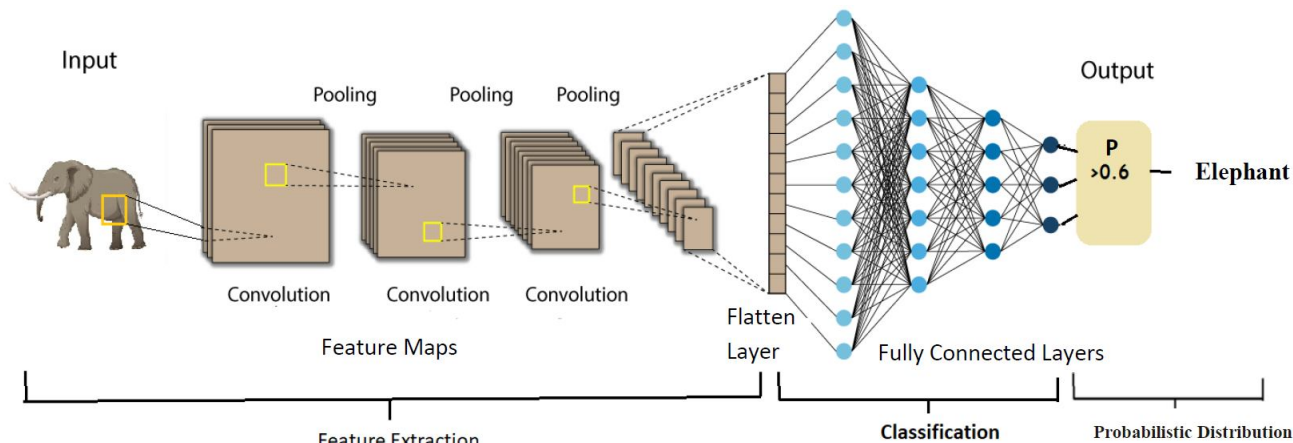 Input
Pooling
Pooling
Pooling
Output
P
>0.6
Elephant
Convolution
Convolution
Convolution
Flatten
Layer
Feature Maps
Fully Connected Layers
Feature Extraction
Classification
Probabilistic Distribution